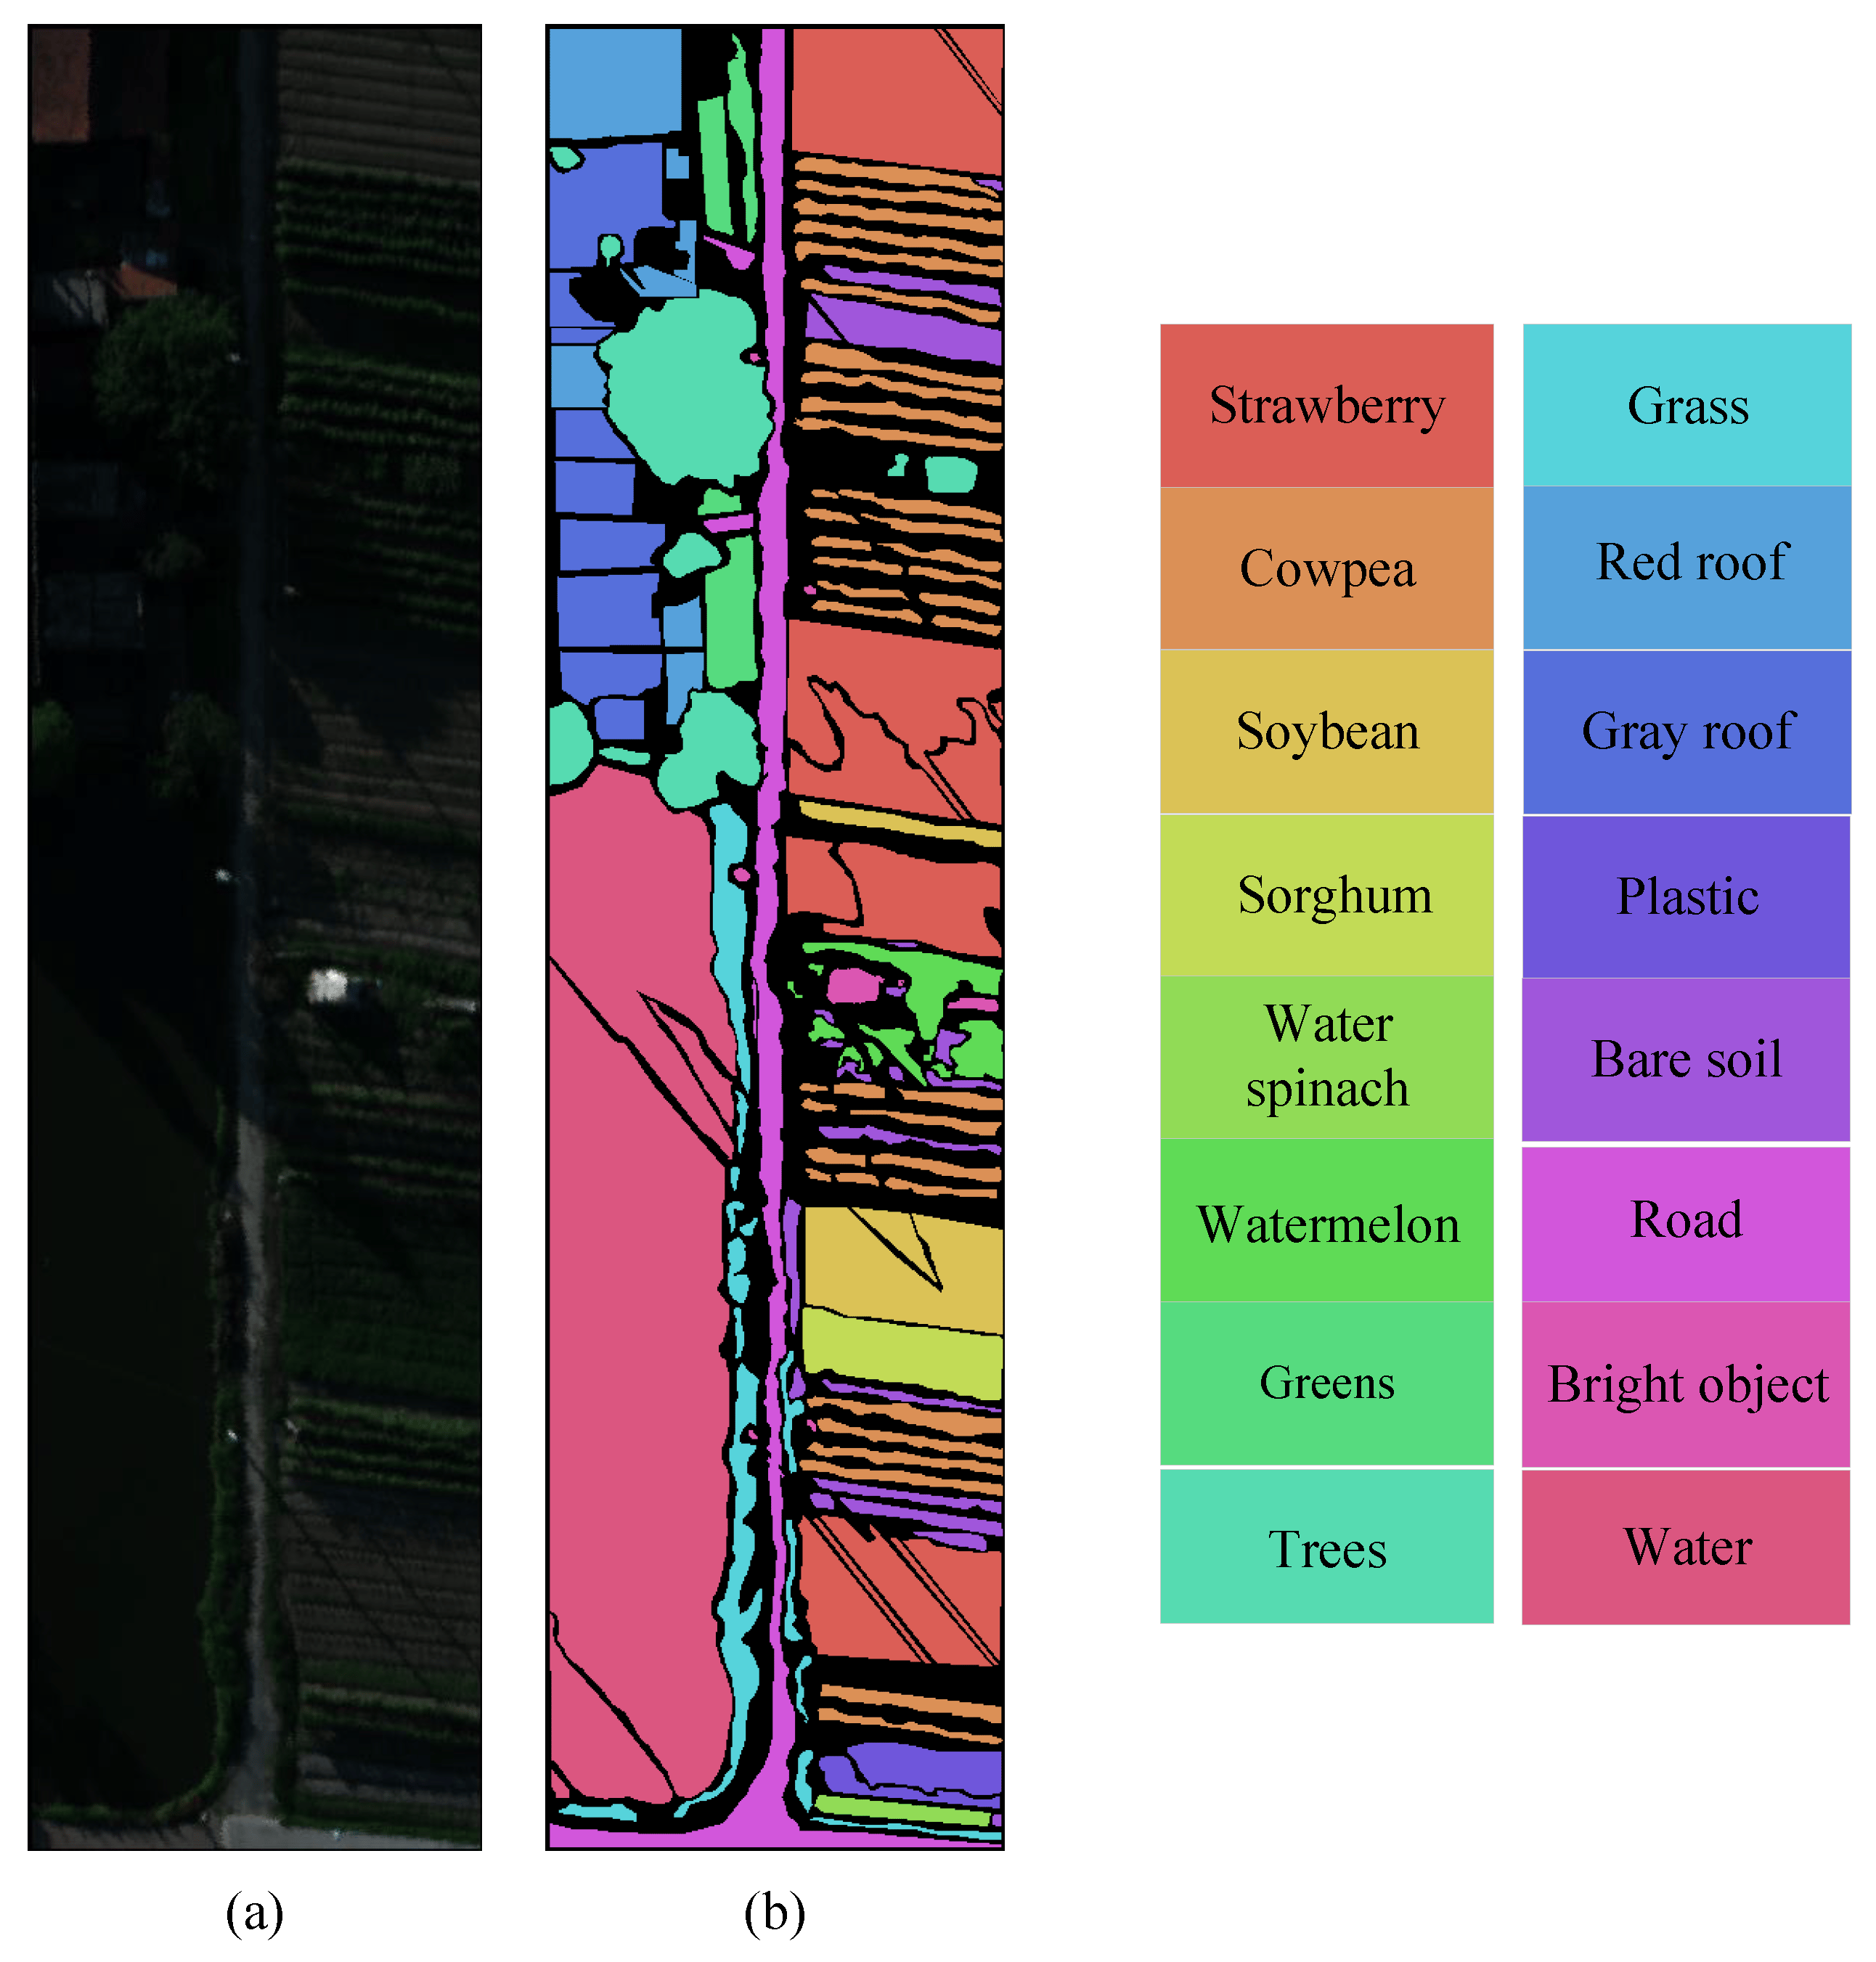 Strawberry
Grass
Cowpea
Red roof
Soybean
Gray roof
Sorghum
Plastic
Water
spinach
Bare soil
Watermelon
Road
Greens
Bright object
Trees
Water
(a)
(b)